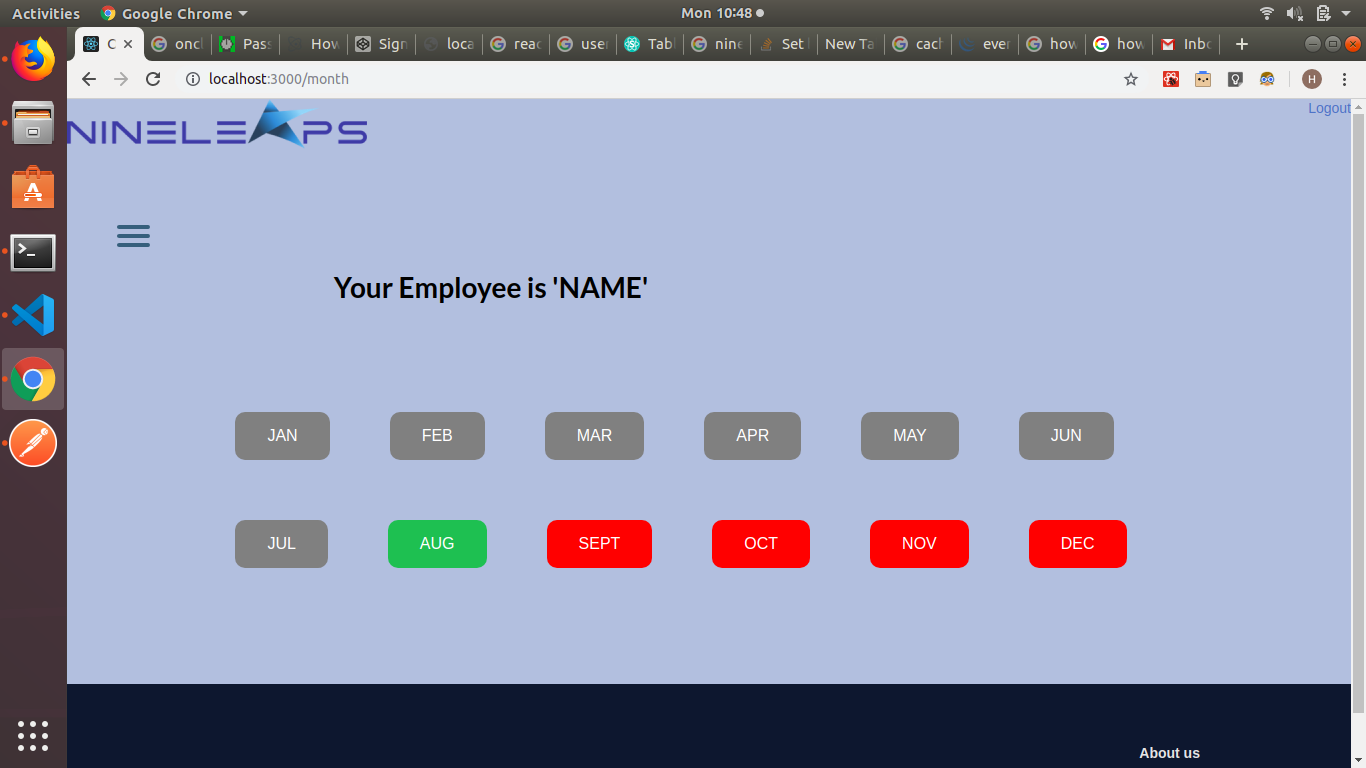 Activities Google Chrome Mon 10:48
C oncl Pass How Sign loca reac user Tabl nine Set New Ta cach ever how how Inbo
localhost:3000/month H
NINELEAPS Logout
Your Employee is 'NAME'
JAN FEB MAR APR MAY JUN
JUL AUG SEPT OCT NOV DEC
About us